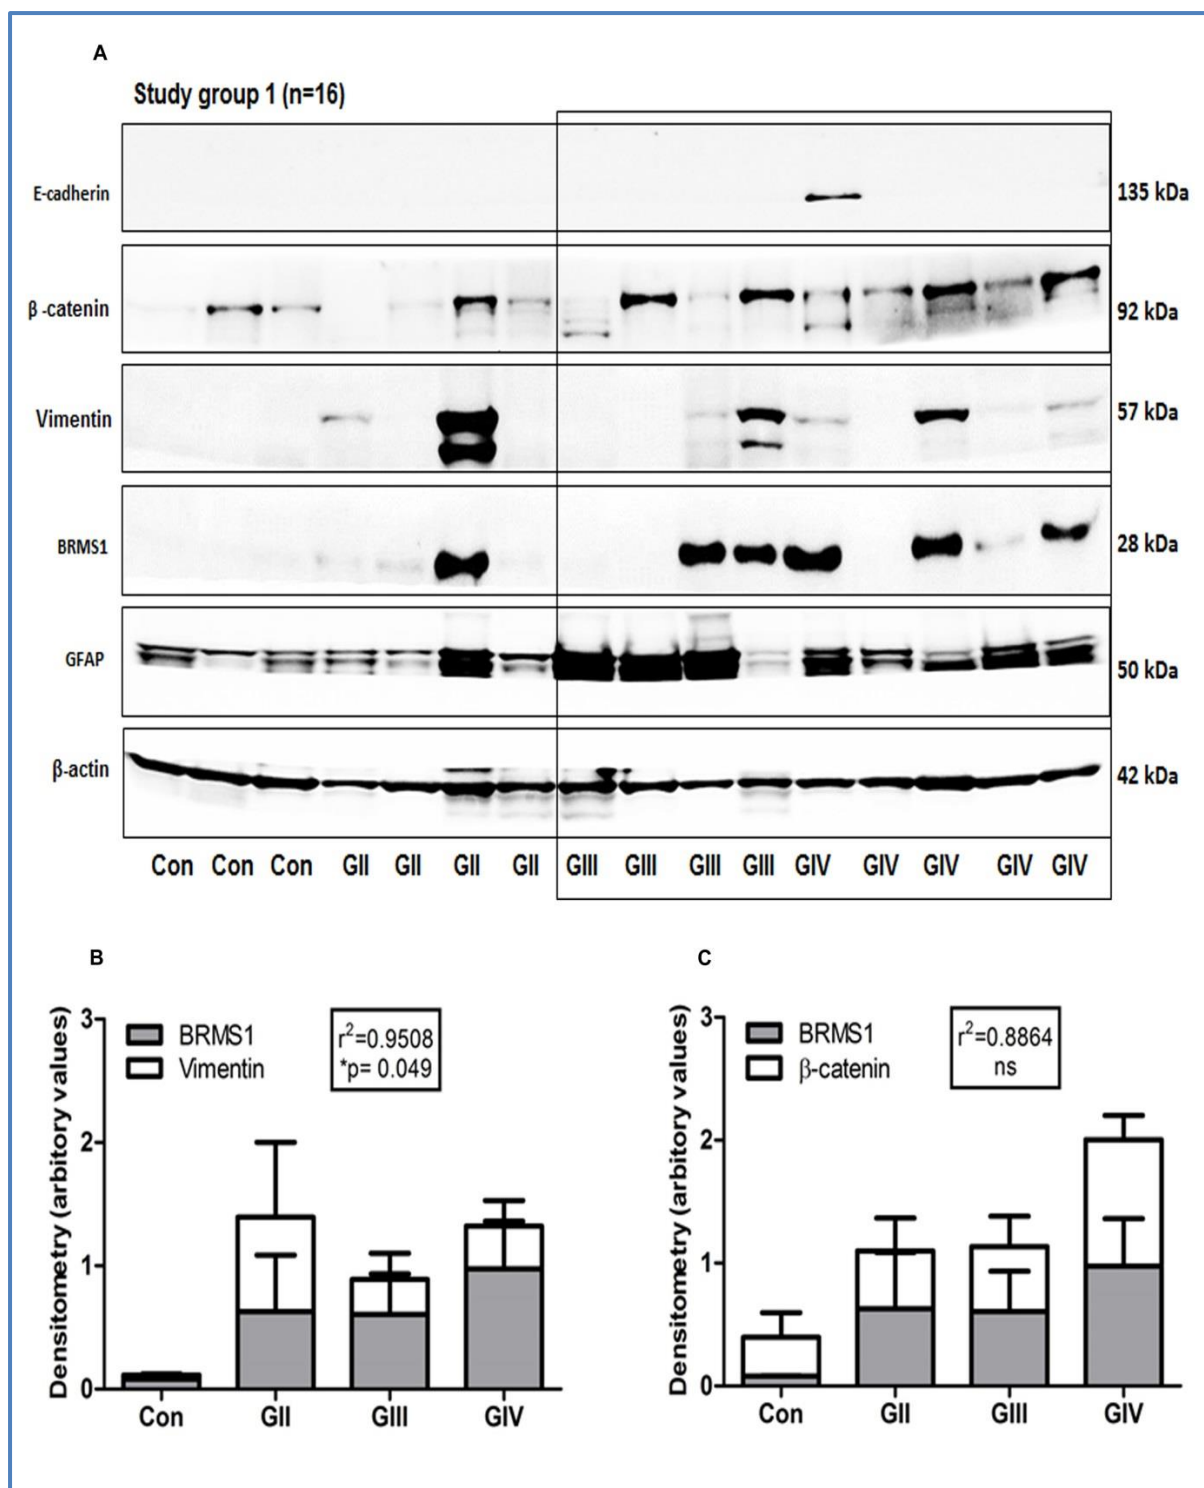 A
Study group 1 (n=16)
E-cadherin
135 kDa
β -catenin
92 kDa
Vimentin
57 kDa
BRMS1
28 kDa
GFAP
50 kDa
β-actin
42 kDa
Con Con Con GII GII GII GII GIII GIII GIII GIII GIV GIV GIV GIV GIV
B
Densitometry (arbitory values)
3
2
1
0
BRMS1
Vimentin
r²=0.9508
*p= 0.049
Con GII GIII GIV
C
Densitometry (arbitory values)
3
2
1
0
BRMS1
β-catenin
r²=0.8864
ns
Con GII GIII GIV